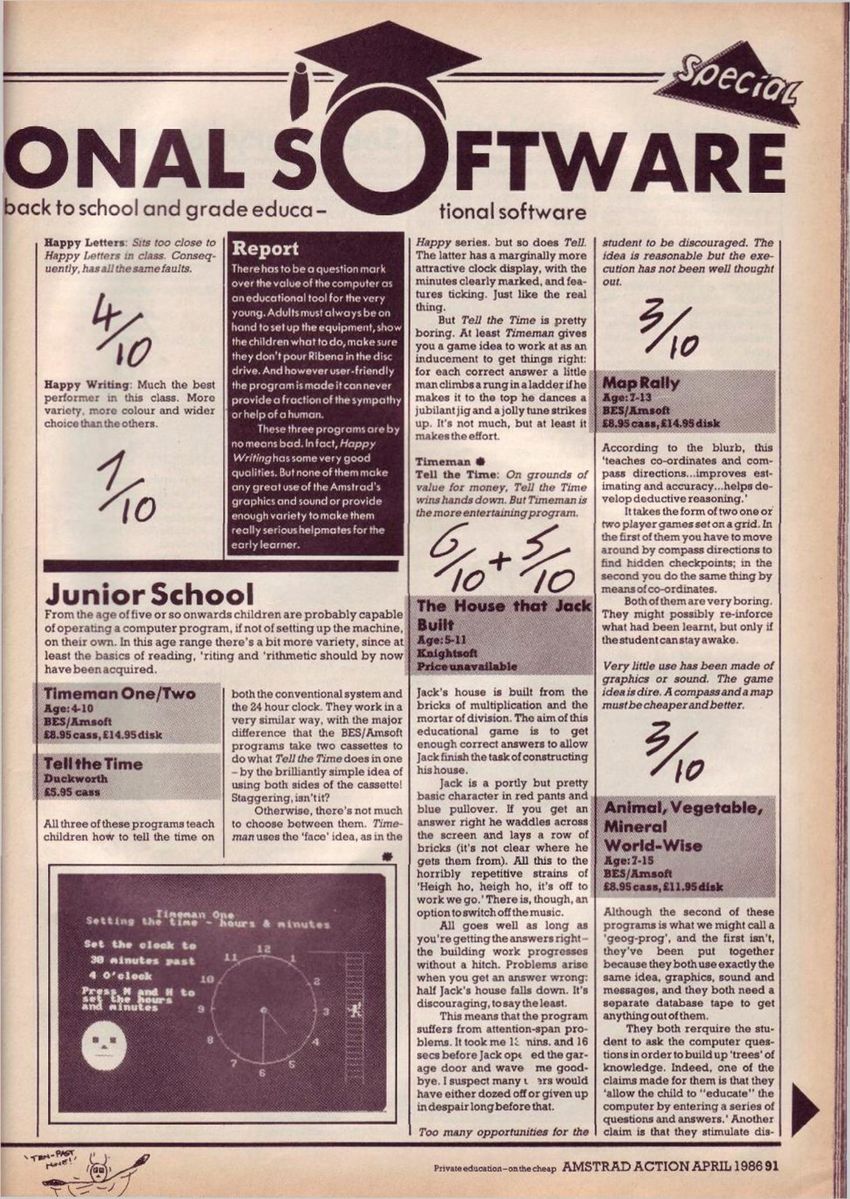 Special
ONAL SOFTWARE
back to school and grade educa-
tional software
Happy Letters: Sits too close to
Happy Letters in class. Conseq-
uently, has all the same faults.
4/10
Happy Writing: Much the best
performer in this class. More
variety, more colour and wider
choice than the others.
7/10
Report
There has to be a question mark
over the value of the computer as
an educational tool for the very
young. Adults must always be on
hand to set up the equipment, show
the children what to do, make sure
they don't pour Ribena in the disc
drive. And however user-friendly
the program is made it can never
provide a fraction of the sympathy
or help of a human.
These three programs are by
no means bad. In fact, Happy
Writing has some very good
qualities. But none of them make
any great use of the Amstrad's
graphics and sound or provide
enough variety to make them
really serious helpmates for the
early learner.
Junior School
From the age of five or so onwards children are probably capable
of operating a computer program, if not of setting up the machine,
on their own. In this age range there's a bit more variety, since at
least the basics of reading, 'riting and 'rithmetic should by now
have been acquired.
Timeman One/Two
Age: 4-10
BES/Amsoft
£8.95 cass, £14.95 disk
Tell the Time
Duckworth
£5.95 cass
All three of these programs teach
children how to tell the time on
both the conventional system and
the 24 hour clock. They work in a
very similar way, with the major
difference that the BES/Amsoft
programs take two cassettes to
do what Tell the Time does in one
– by the brilliantly simple idea of
using both sides of the cassette!
Staggering, isn't it?
Otherwise, there's not much
to choose between them. Time-
man uses the 'face' idea, as in the
Timeman One
Setting the time - hours & minutes
Set the clock to
30 minutes past
4 O'clock
Press M and H to
set the hours
and minutes
12
1
2
3
4
5
6
7
8
9
10
11
Happy series. but so does Tell.
The latter has a marginally more
attractive clock display, with the
minutes clearly marked, and fea-
tures ticking. Just like the real
thing.
But Tell the Time is pretty
boring. At least Timeman gives
you a game idea to work at as an
inducement to get things right:
for each correct answer a little
man climbs a rung in a ladder if he
makes it to the top he dances a
jubilant jig and a jolly tune strikes
up. It's not much, but at least it
makes the effort.
Timeman
Tell the Time: On grounds of
value for money, Tell the Time
wins hands down. But Timeman is
the more entertaining program.
6/10 + 5/10
The House that Jack
Built
Age: 5-11
Knightsoft
Price unavailable
Jack's house is built from the
bricks of multiplication and the
mortar of division. The aim of this
educational game is to get
enough correct answers to allow
Jack finish the task of constructing
his house.
Jack is a portly but pretty
basic character in red pants and
blue pullover. If you get an
answer right he waddles across
the screen and lays a row of
bricks (it's not clear where he
gets them from). All this to the
horribly repetitive strains of
'Heigh ho, heigh ho, it's off to
work we go.' There is, though, an
option to switch off the music.
All goes well as long as
you're getting the answers right–
the building work progresses
without a hitch. Problems arise
when you get an answer wrong:
half Jack's house falls down. It's
discouraging, to say the least.
This means that the program
suffers from attention-span pro-
blems. It took me mins. and 16
secs before Jack op ed the gar-
age door and wave me good-
bye. I suspect many would
have either dozed off or given up
in despair long before that.
Too many opportunities for the
student to be discouraged. The
idea is reasonable but the exe-
cution has not been well thought
out.
3/10
Map Rally
Age: 7-13
BES/Amsoft
£8.95 cass, £14.95 disk
According to the blurb, this
'teaches co-ordinates and com-
pass directions...improves est-
imating and accuracy...helps de-
velop deductive reasoning.'
It takes the form of two one or
two player games set on a grid. In
the first of them you have to move
around by compass directions to
find hidden checkpoints; in the
second you do the same thing by
means of co-ordinates.
Both of them are very boring.
They might possibly re-inforce
what had been learnt, but only if
the student can stay awake.
Very little use has been made of
graphics or sound. The game
idea is dire. A compass and a map
must be cheaper and better.
3/10
Animal, Vegetable,
Mineral
World-Wise
Age: 7-15
BES/Amsoft
£8.95 cass, £11.95 disk
Although the second of these
programs is what we might call a
'geog-prog', and the first isn't,
they've been put together
because they both use exactly the
same idea, graphics, sound and
messages, and they both need a
separate database tape to get
anything out of them.
They both rerquire the stu-
dent to ask the computer ques-
tions in order to build up 'trees' of
knowledge. Indeed, one of the
claims made for them is that they
'allow the child to "educate" the
computer by entering a series of
questions and answers.' Another
claim is that they stimulate dis-
'TEN-PAST
NINE!'
Private education – on the cheap AMSTRAD ACTION APRIL 1986 91